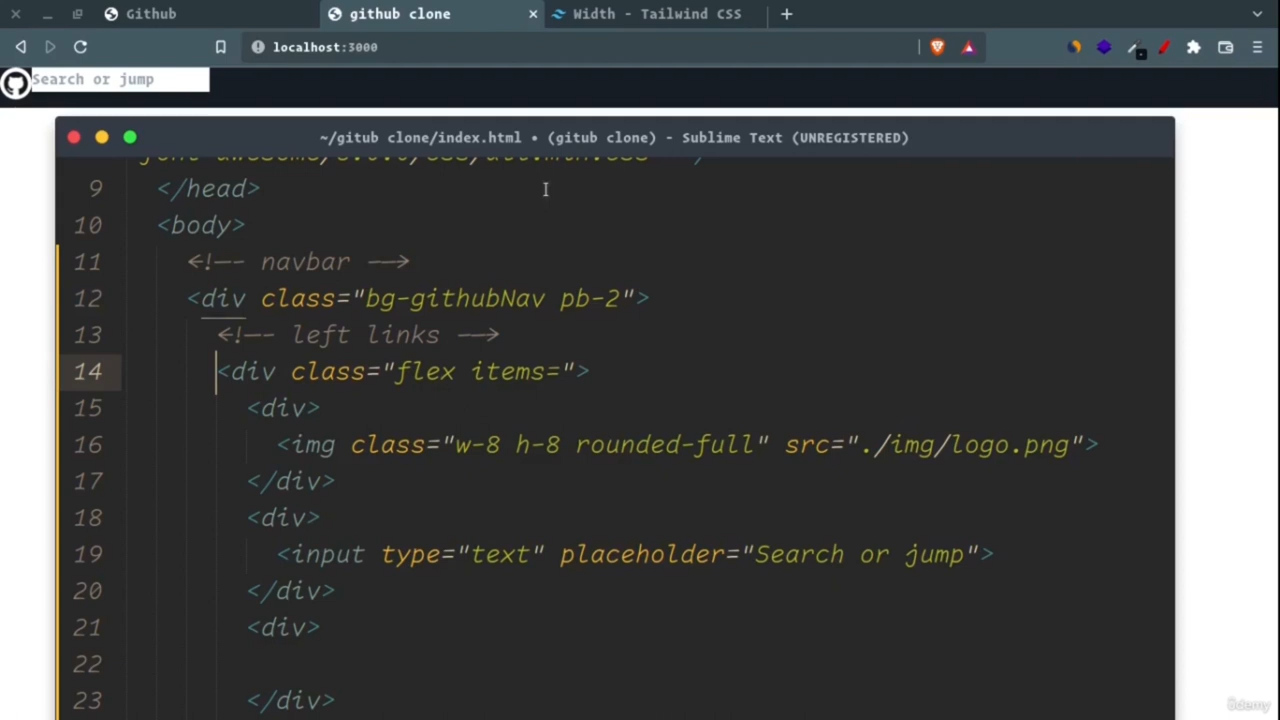 Github
github clone
Width - Tailwind CSS
localhost:3000
Search or jump
~/gitub clone/index.html • (gitub clone) - Sublime Text (UNREGISTERED)
9 </head>
10 <body>
11 <!-- navbar -->
12 <div class="bg-githubNav pb-2">
13 <!-- left links -->
14 <div class="flex items=">
15 <div>
16 <img class="w-8 h-8 rounded-full" src="./img/logo.png">
17 </div>
18 <div>
19 <input type="text" placeholder="Search or jump">
20 </div>
21 <div>
22
23 </div>
ûdemy